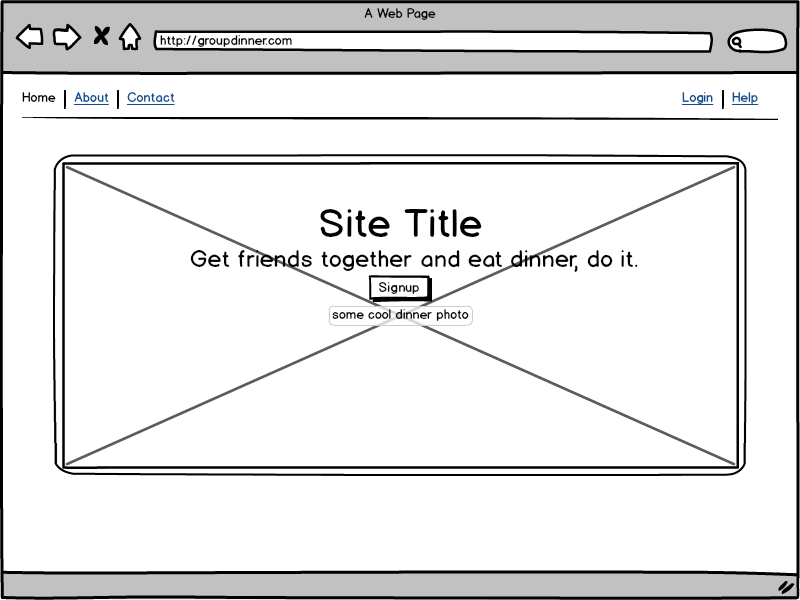 A Web Page
http://groupdinner.com
Home About Contact Login Help
Site Title
Get friends together and eat dinner, do it.
Signup
some cool dinner photo